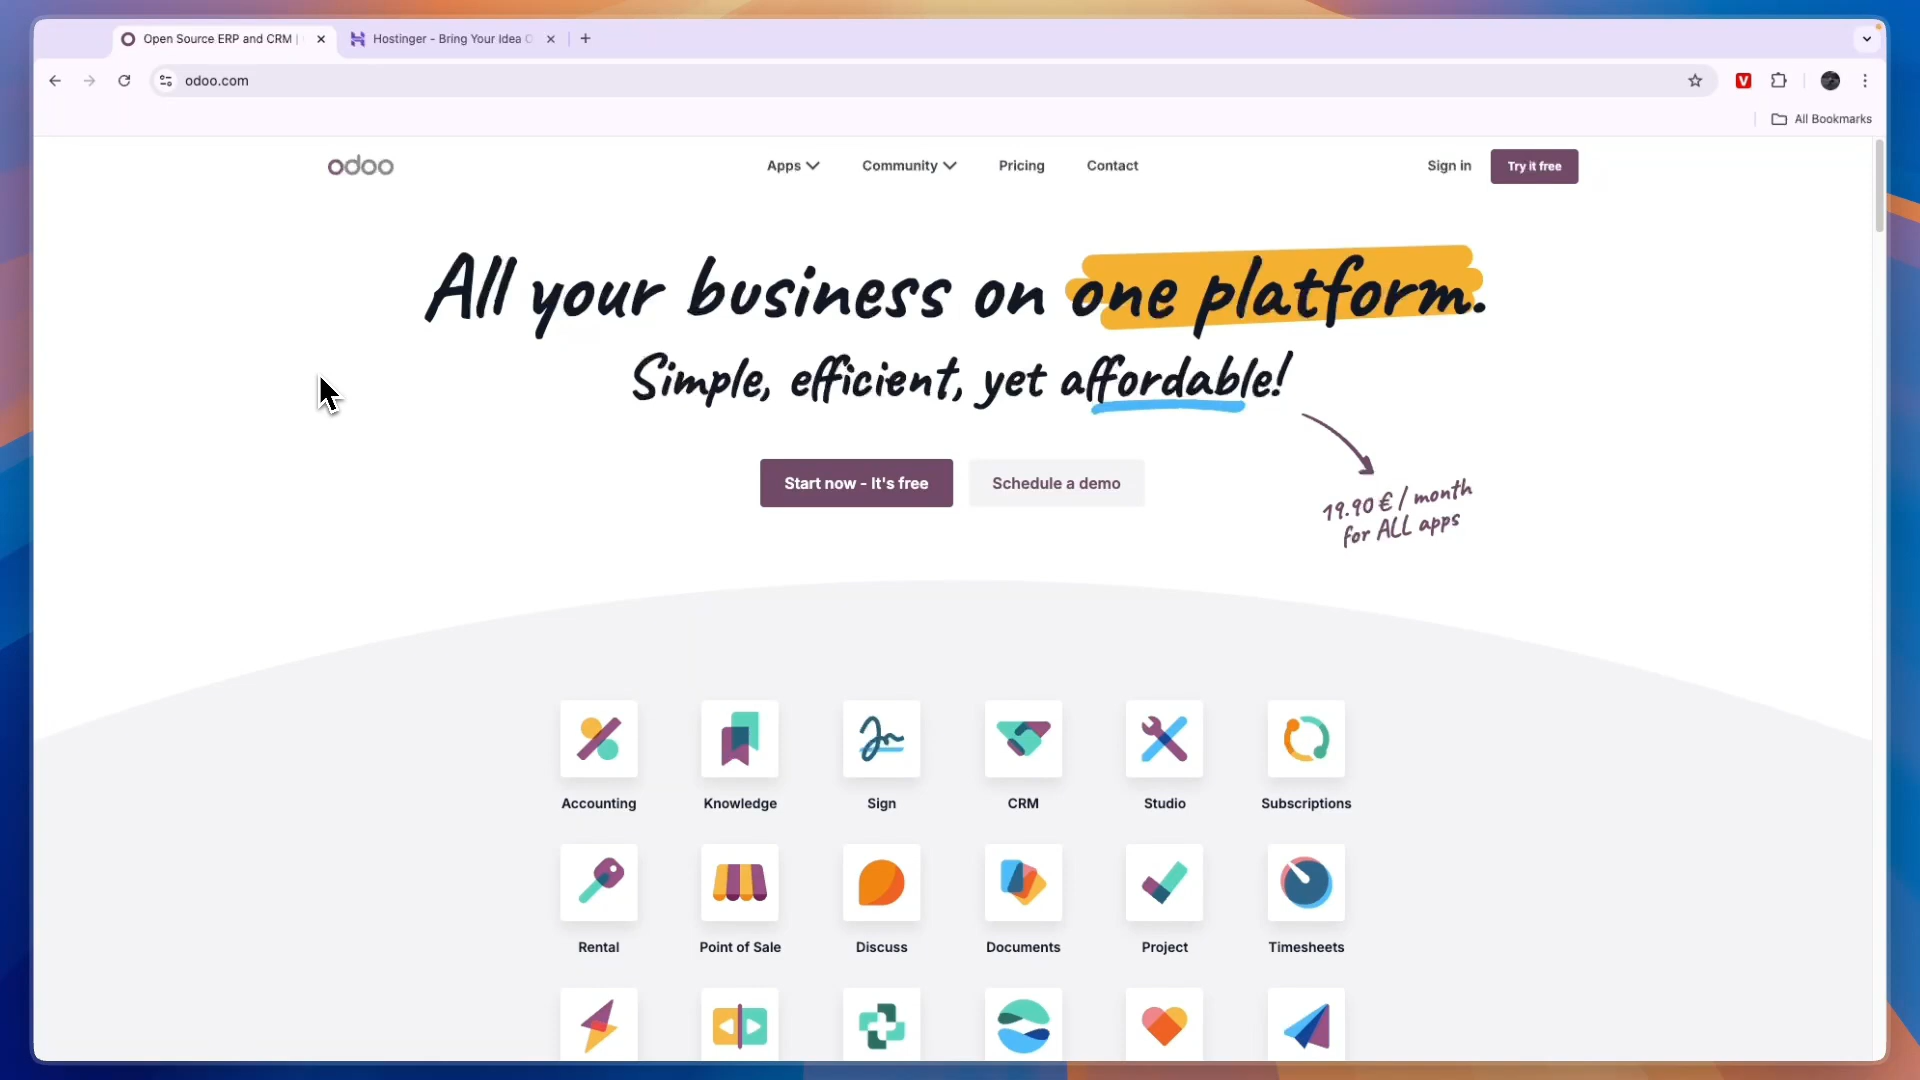 Open Source ERP and CRM |
Hostinger - Bring Your Idea O
odoo.com
V
All Bookmarks
odoo
Apps
Community
Pricing
Contact
Sign in
Try it free
All your business on one platform.
Simple, efficient, yet affordable!
Start now - It's free
Schedule a demo
19.90 € / month
for ALL apps
Accounting
Knowledge
Sign
CRM
Studio
Subscriptions
Rental
Point of Sale
Discuss
Documents
Project
Timesheets